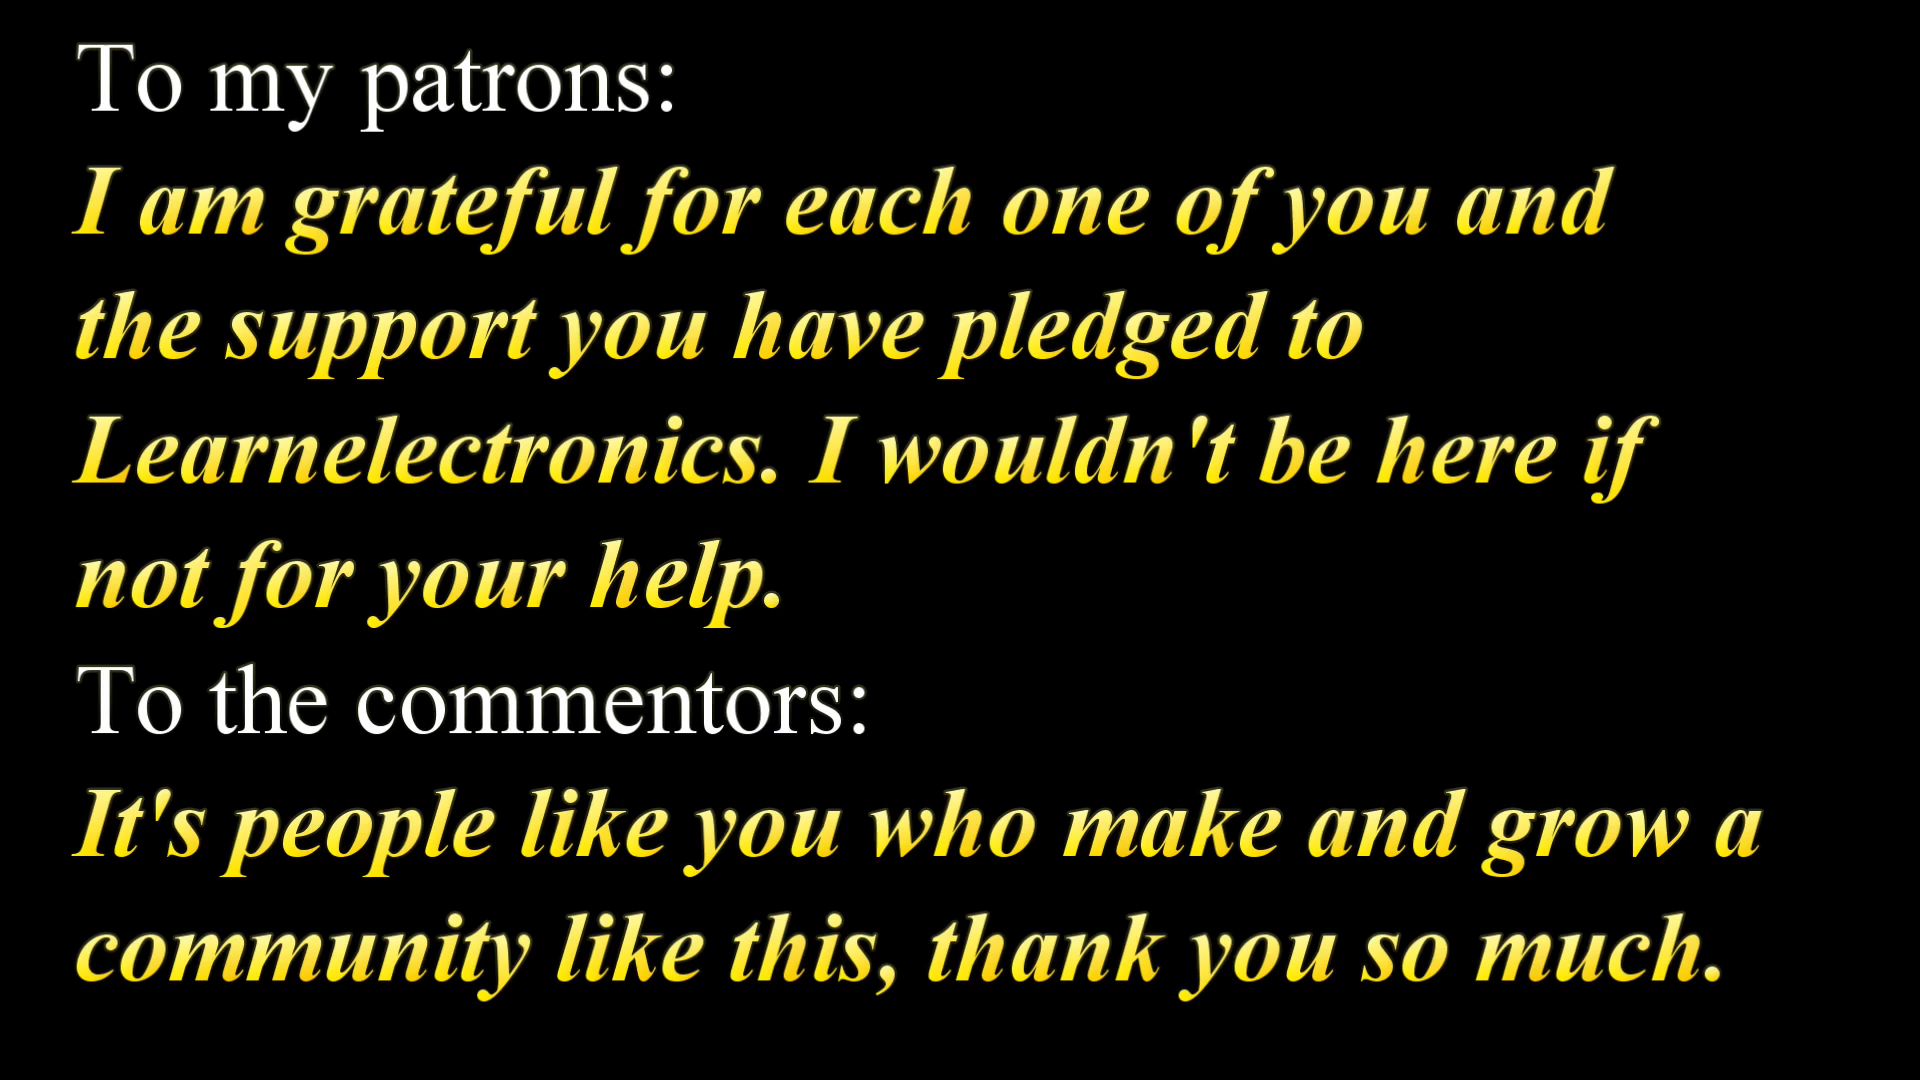 To my patrons:
I am grateful for each one of you and
the support you have pledged to
Learnelectronics. I wouldn't be here if
not for your help.
To the commentors:
It's people like you who make and grow a
community like this, thank you so much.